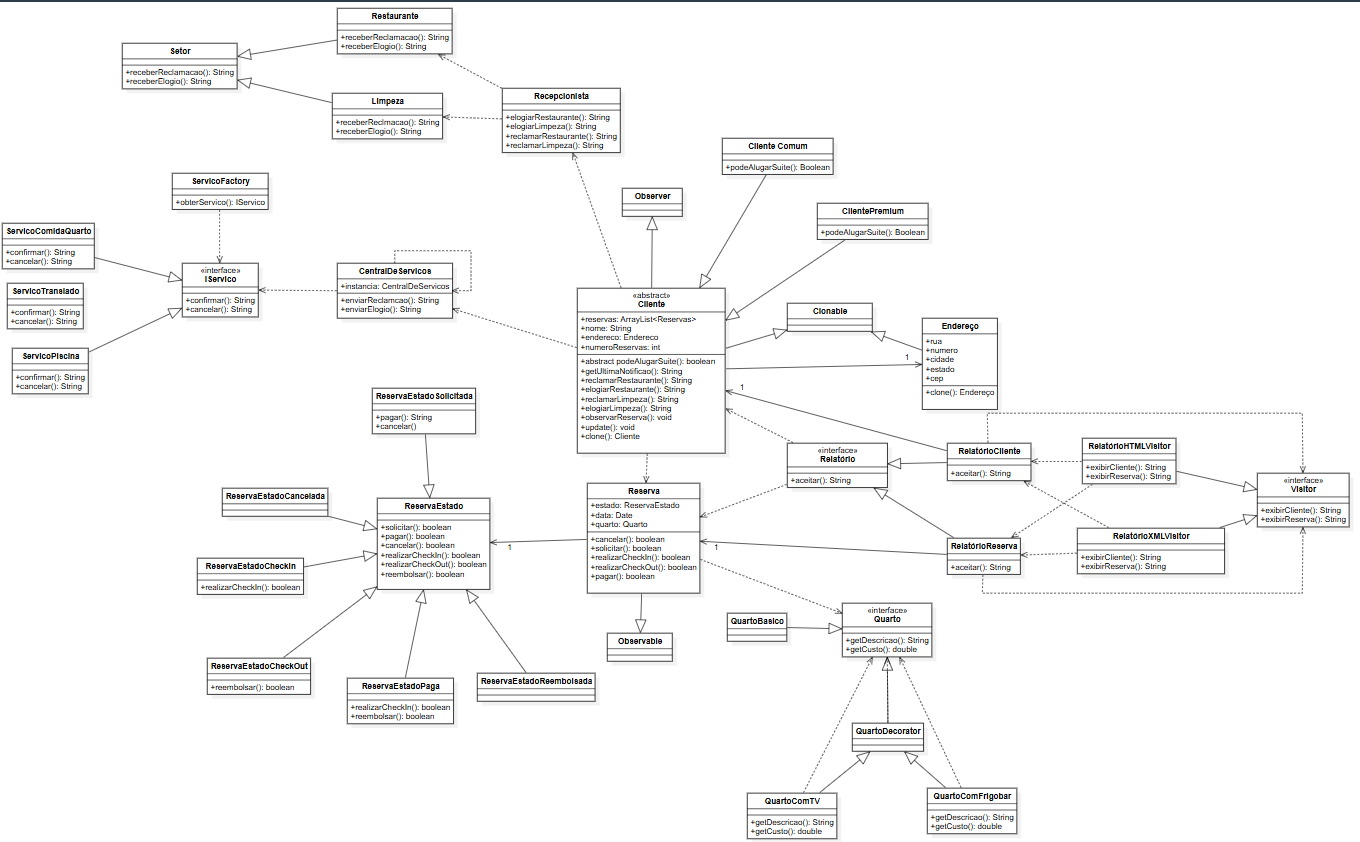 Restaurante
+receberReclamacao(): String
+receberElogio(): String
Setor
+receberReclamacao(): String
+receberElogio(): String
Limpeza
+receberReclmacao(): String
+receberElogio(): String
Recepcionista
+elogiarRestaurante(): String
+elogiarLimpeza(): String
+reclamarRestaurante(): String
+reclamarLimpeza(): String
Cliente Comum
+podeAlugarSuite(): Boolean
ServicoFactory
+obterServico(): IServico
Observer
ClientePremium
+podeAlugarSuite(): Boolean
ServicoComidaQuarto
+confirmar(): String
+cancelar(): String
«interface»
IServico
+confirmar(): String
+cancelar(): String
CentralDeServicos
+instancia: CentralDeServicos
+enviarReclamcao(): String
+enviarElogio(): String
ServicoTranslado
+confirmar(): String
+cancelar(): String
ServicoPiscina
+confirmar(): String
+cancelar(): String
«abstract»
Cliente
+reservas: ArrayList<Reservas>
+nome: String
+endereco: Endereco
+numeroReservas: int
+abstract podeAlugarSuite(): boolean
+getUltimaNotificao(): String
+reclamarRestaurante(): String
+elogiarRestaurante(): String
+reclamarLimpeza(): String
+elogiarLimpeza(): String
+observarReserva(): void
+update(): void
+clone(): Cliente
Clonable
Endereço
+rua
+numero
+cidade
+estado
+cep
+clone(): Endereço
1
1
ReservaEstadoSolicitada
+pagar(): String
+cancelar()
«interface»
Relatório
+aceitar(): String
RelatórioCliente
+aceitar(): String
RelatórioHTMLVisitor
+exibirCliente(): String
+exibirReserva(): String
«interface»
Visitor
+exibirCliente(): String
+exibirReserva(): String
ReservaEstadoCancelada
ReservaEstado
+solicitar(): boolean
+pagar(): boolean
+cancelar(): boolean
+realizarCheckIn(): boolean
+realizarCheckOut(): boolean
+reembolsar(): boolean
Reserva
+estado: ReservaEstado
+data: Date
+quarto: Quarto
+cancelar(): boolean
+solicitar(): boolean
+realizarCheckIn(): boolean
+realizarCheckOut(): boolean
+pagar(): boolean
1
1
RelatórioReserva
+aceitar(): String
RelatórioXMLVisitor
+exibirCliente(): String
+exibirReserva(): String
ReservaEstadoCheckIn
+realizarCheckIn(): boolean
QuartoBasico
«interface»
Quarto
+getDescricao(): String
+getCusto(): double
Observable
ReservaEstadoCheckOut
+reembolsar(): boolean
ReservaEstadoPaga
+realizarCheckIn(): boolean
+reembolsar(): boolean
ReservaEstadoReembolsada
QuartoDecorator
QuartoComTV
+getDescricao(): String
+getCusto(): double
QuartoComFrigobar
+getDescricao(): String
+getCusto(): double